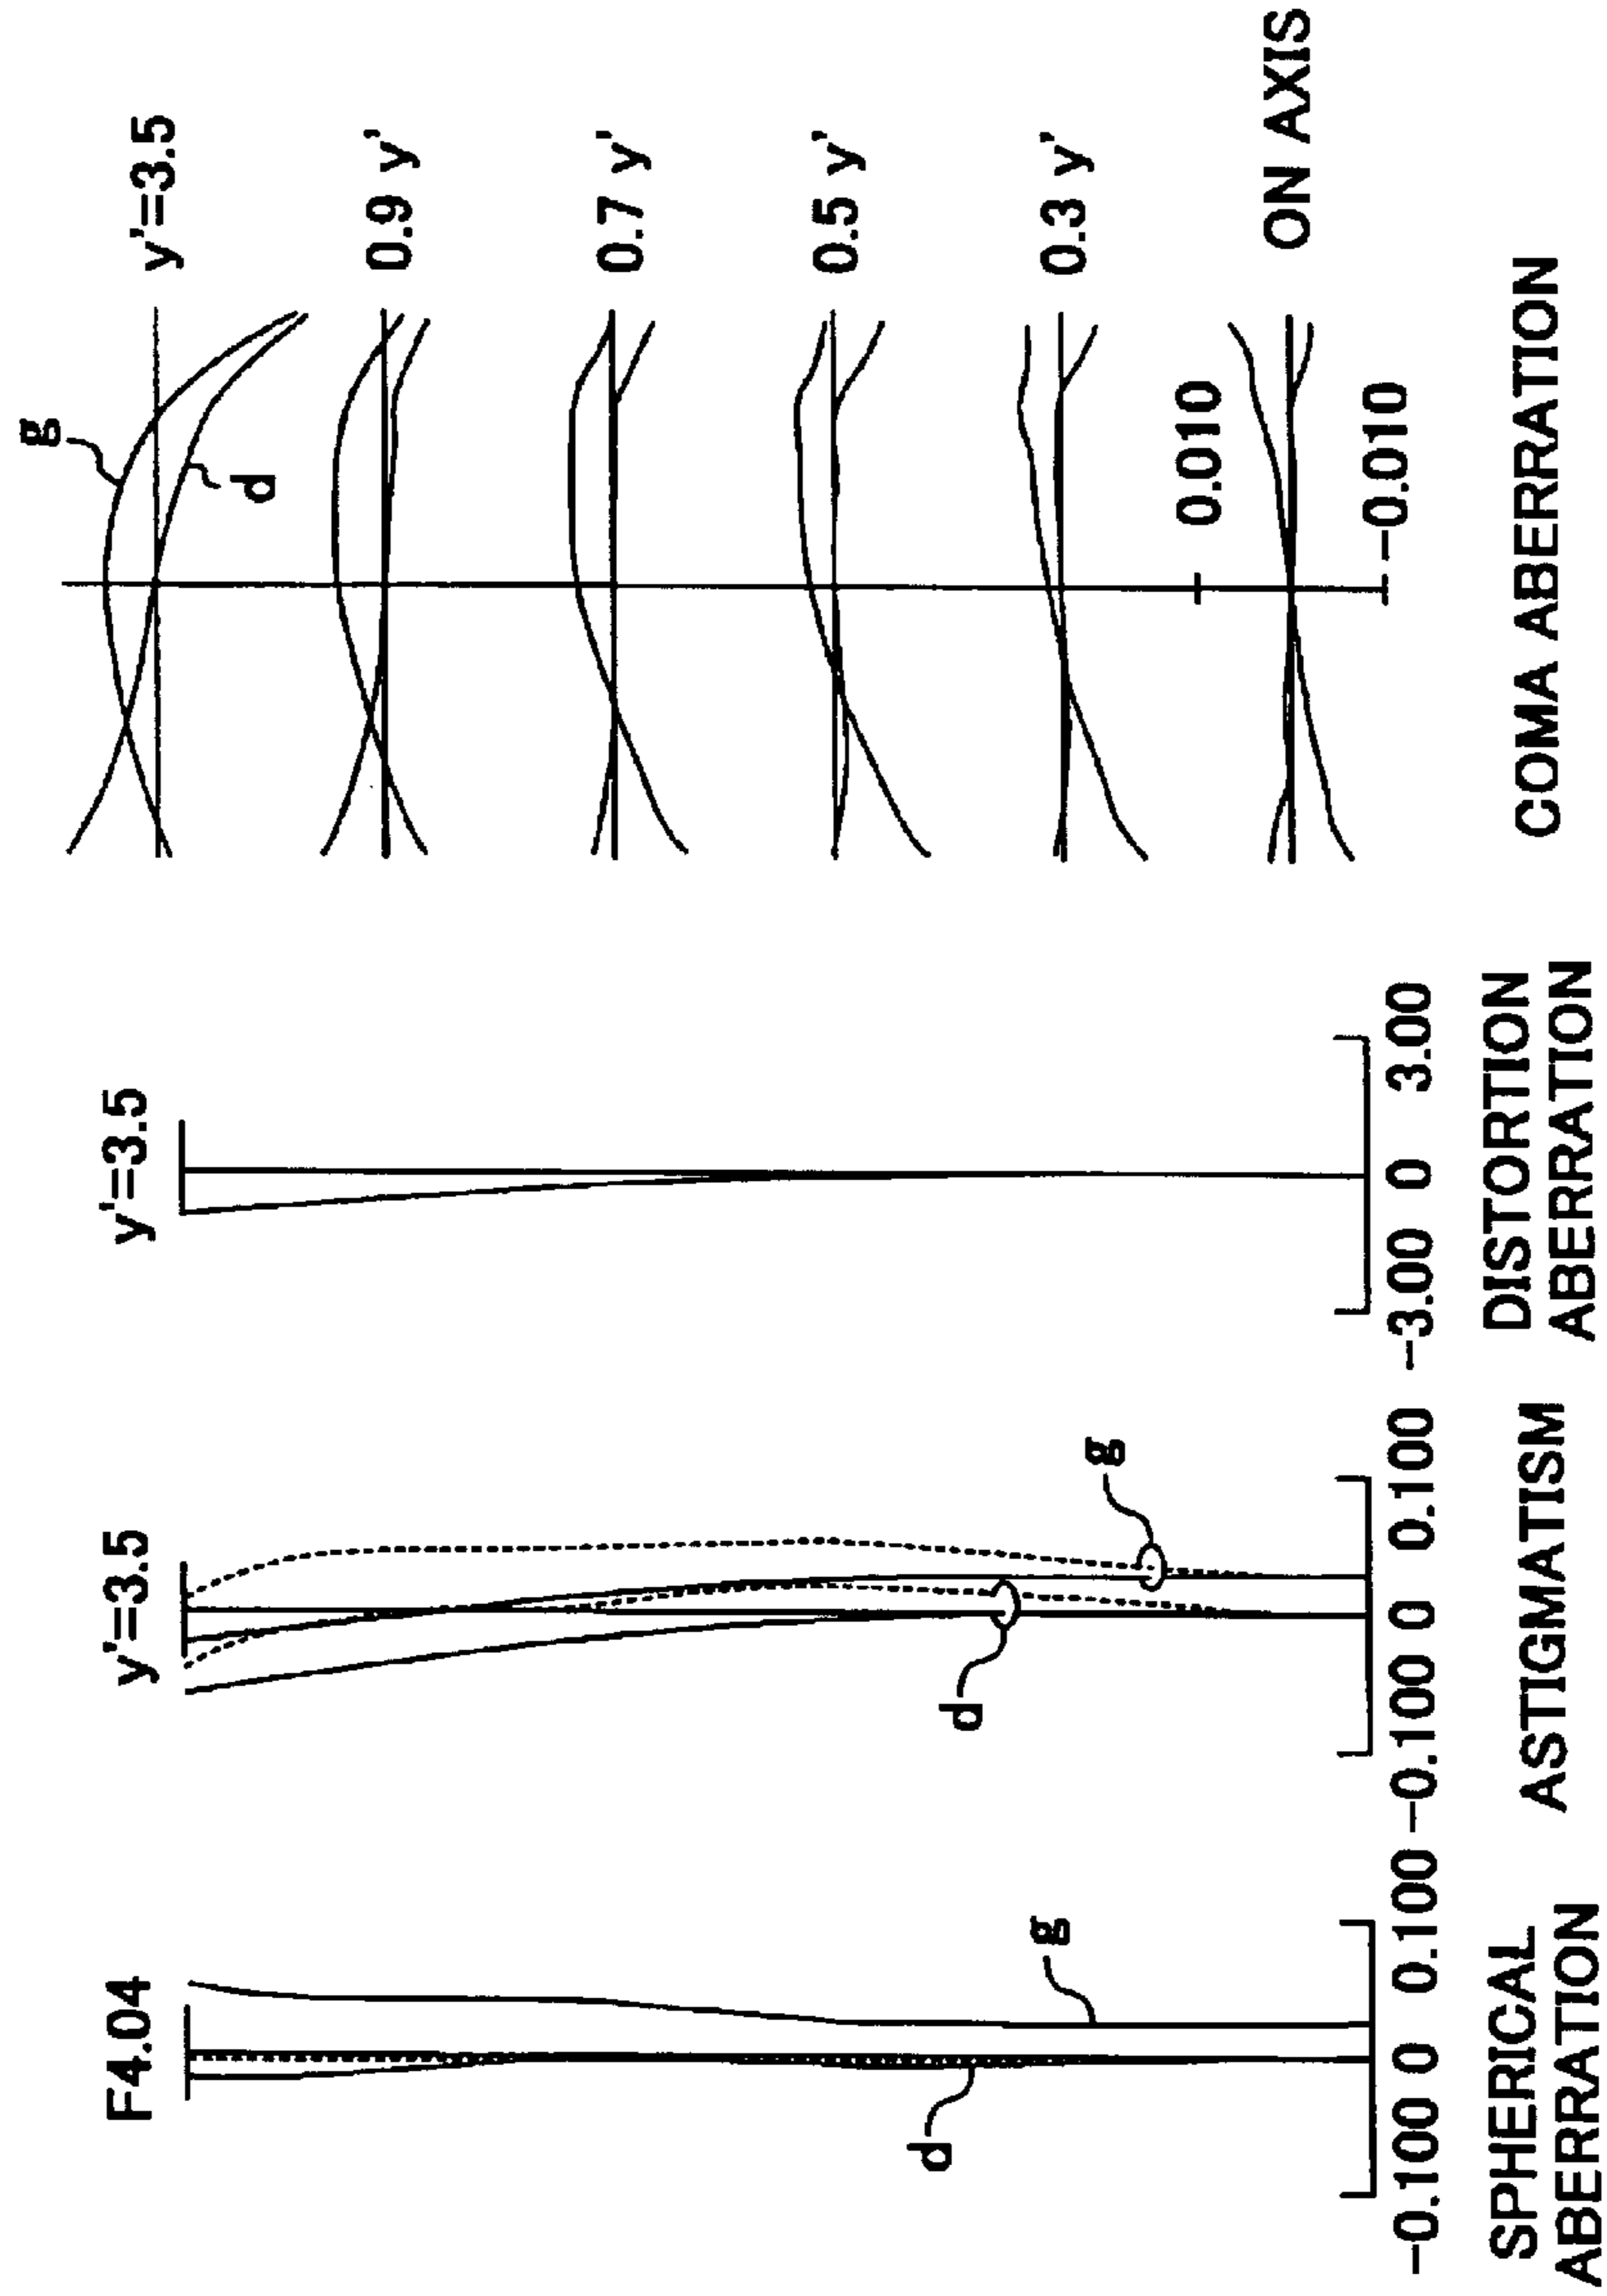 F4.04
g
d
-0.100 0 0.100
SPHERICAL
ABERRATION
y'=3.5
g
d
-0.100 0 0.100
ASTIGMATISM
y'=3.5
-3.00 0 3.00
DISTORTION
ABERRATION
g
d
y'=3.5
0.9 y'
0.7 y'
0.5 y'
0.3 y'
0.010
ON AXIS
-0.010
COMA ABERRATION